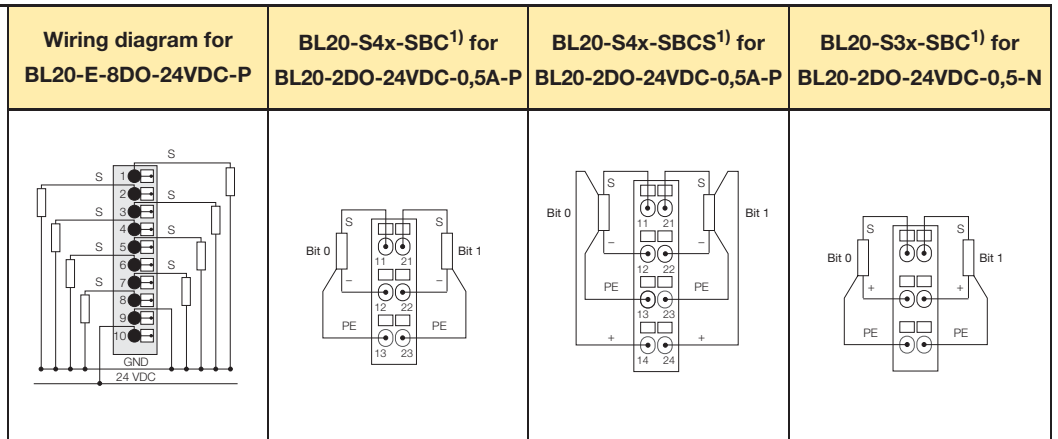 Wiring diagram for
BL20-E-8DO-24VDC-P
BL20-S4x-SBC1) for
BL20-2DO-24VDC-0,5A-P
BL20-S4x-SBCS1) for
BL20-2DO-24VDC-0,5A-P
BL20-S3x-SBC1) for
BL20-2DO-24VDC-0,5-N
S
1
S
2
S
3
S
4
S
5
S
6
S
7
S
8
9
10
GND
24 VDC
S S
Bit 0 11 21 Bit 1
– –
12 22
PE PE
13 23
S S
Bit 0 11 21 Bit 1
– –
12 22
PE PE
13 23
+ +
14 24
S S
Bit 0 Bit 1
+ +
PE PE